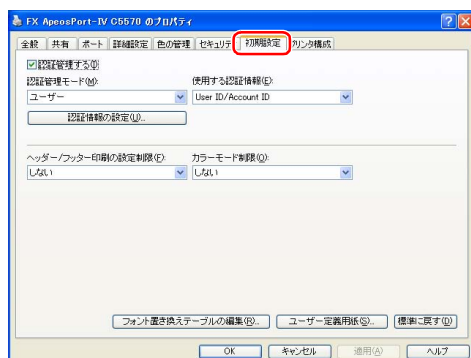 FX ApeosPort-IV C5570 のプロパティ
全般 共有 ポート 詳細設定 色の管理 セキュリティ 初期設定 プリンタ構成
認証管理する(I)
認証管理モード(M): 使用する認証情報(E):
ユーザー User ID/Account ID
認証情報の設定(U)...
ヘッダー/フッター印刷の設定制限(F): カラーモード制限(O):
しない しない
フォント置き換えテーブルの編集(R)... ユーザー定義用紙(S)... 標準に戻す(D)
OK キャンセル 適用(A) ヘルプ